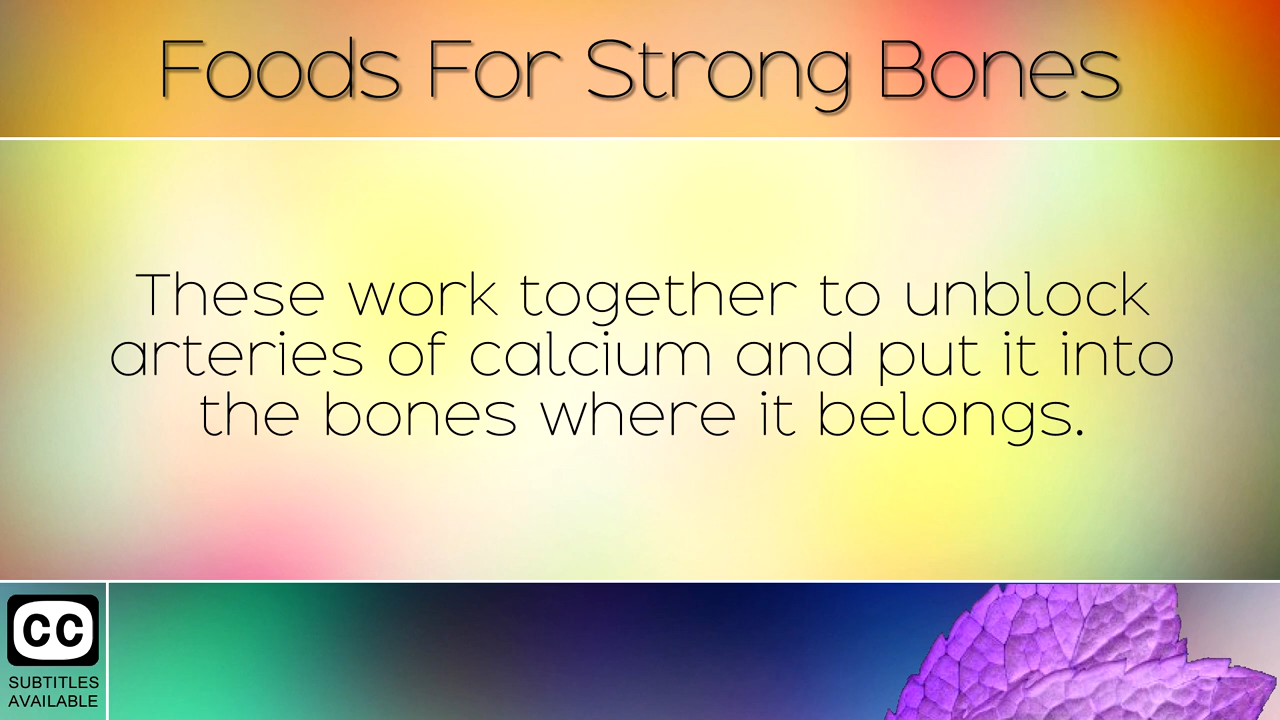 Foods For Strong Bones
These work together to unblock
arteries of calcium and put it into
the bones where it belongs.
CC
SUBTITLES
AVAILABLE